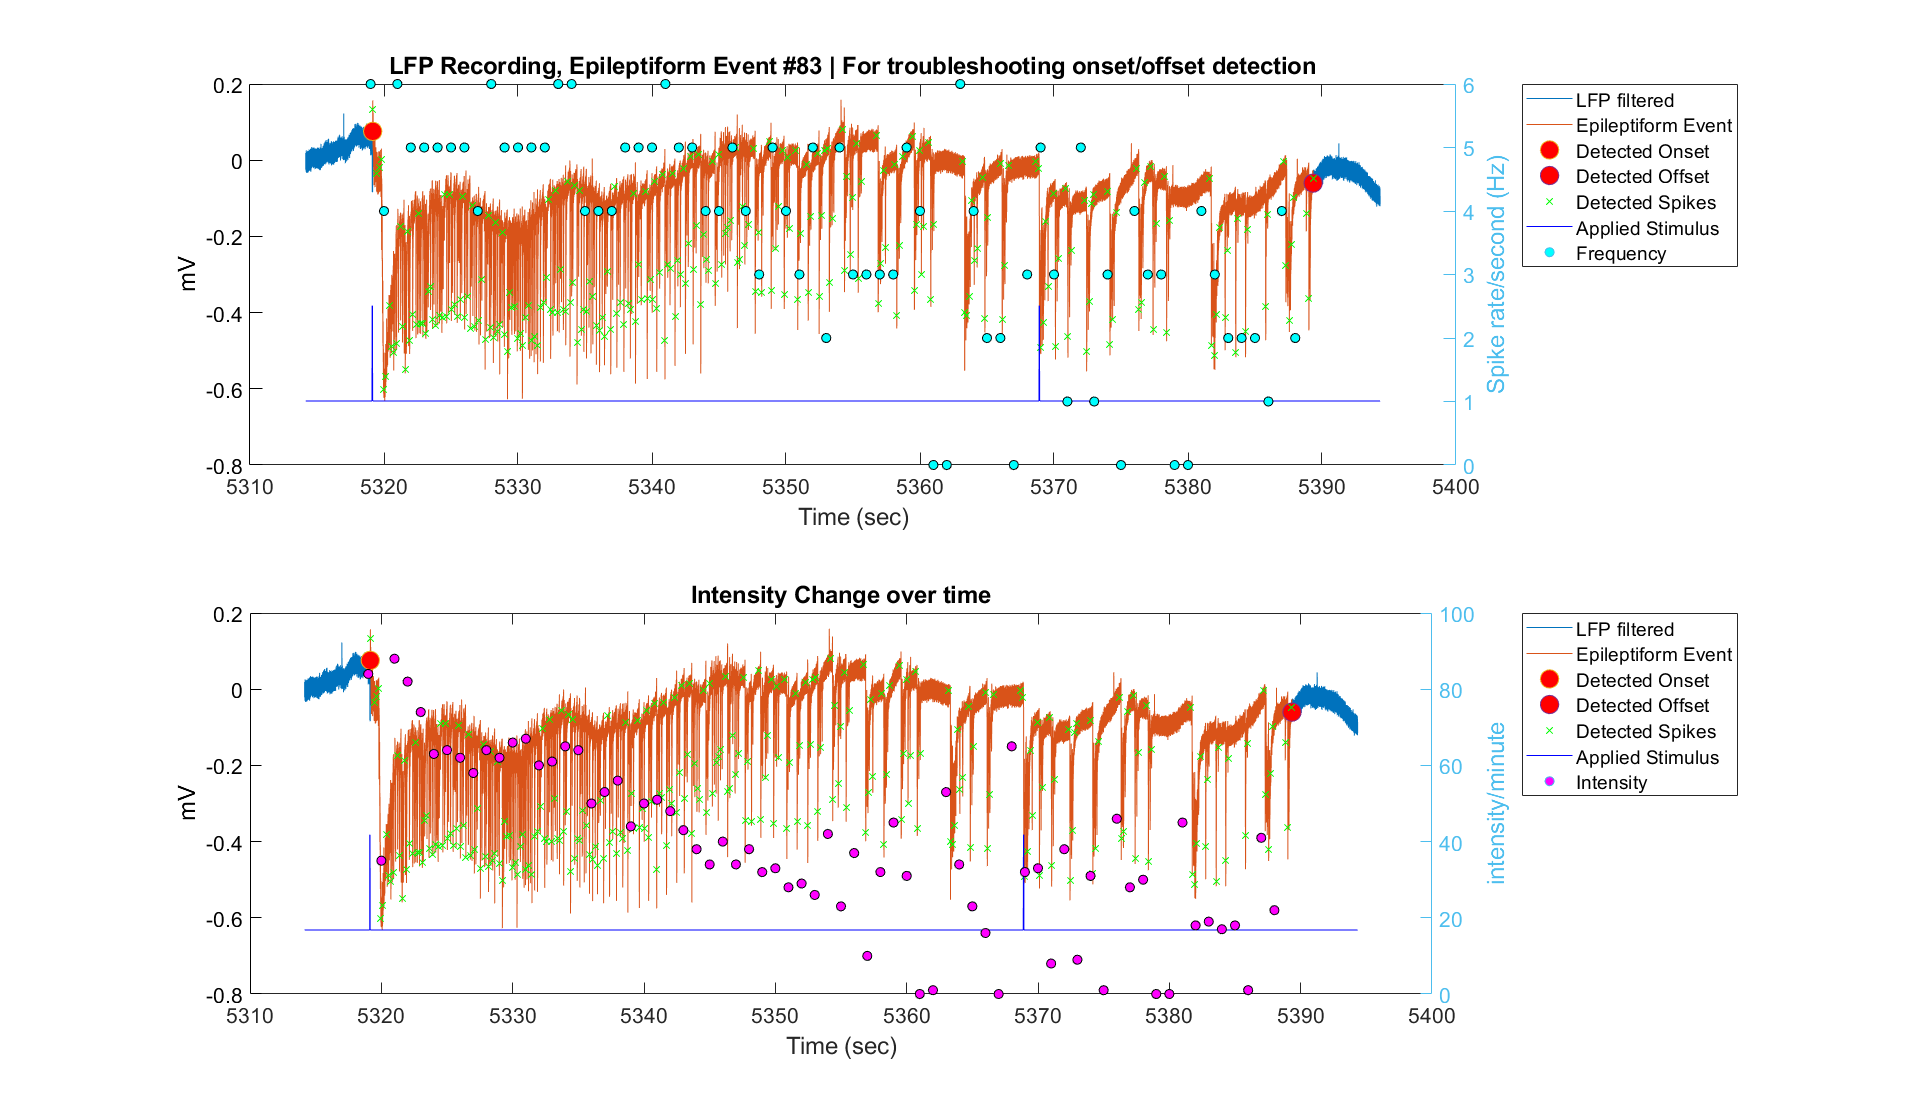 LFP Recording, Epileptiform Event #83 | For troubleshooting onset/offset detection
0.2
0
-0.2
-0.4
-0.6
-0.8
mV
6
5
4
3
2
1
0
Spike rate/second (Hz)
5310 5320 5330 5340 5350 5360 5370 5380 5390 5400
Time (sec)
LFP filtered
Epileptiform Event
Detected Onset
Detected Offset
Detected Spikes
Applied Stimulus
Frequency
Intensity Change over time
0.2
0
-0.2
-0.4
-0.6
-0.8
mV
100
80
60
40
20
0
intensity/minute
5310 5320 5330 5340 5350 5360 5370 5380 5390 5400
Time (sec)
LFP filtered
Epileptiform Event
Detected Onset
Detected Offset
Detected Spikes
Applied Stimulus
Intensity